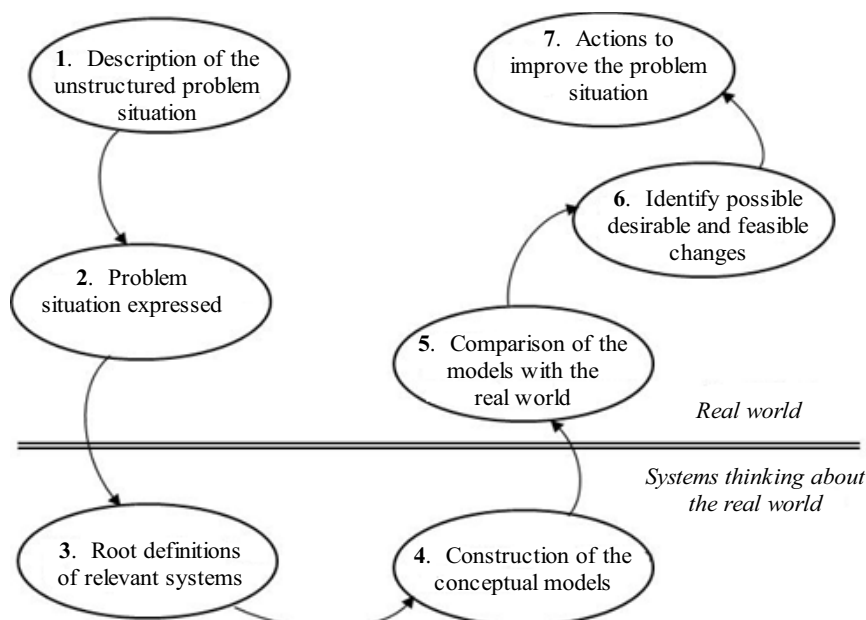 1. Description of the
unstructured problem
situation
2. Problem
situation expressed
3. Root definitions
of relevant systems
4. Construction of the
conceptual models
5. Comparison of the
models with the
real world
6. Identify possible
desirable and feasible
changes
7. Actions to
improve the problem
situation
Real world
Systems thinking about
the real world